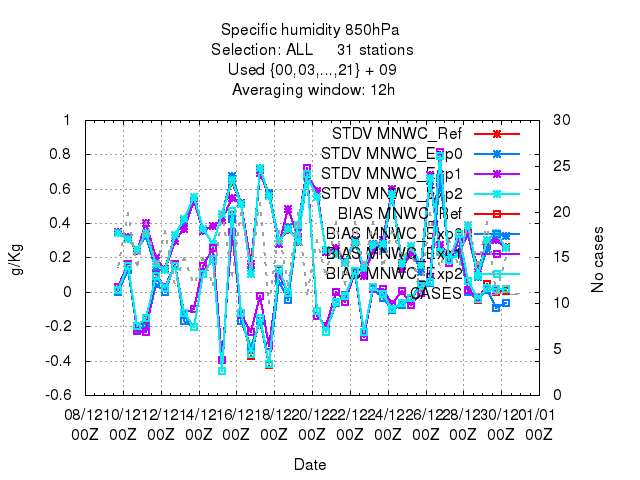 Specific humidity 850hPa
Selection: ALL 31 stations
Used {00,03,...,21} + 09
Averaging window: 12h
1 30
STDV MNWC_Ref
0.8 25
STDV MNWC_Exp0
STDV MNWC_Exp1
0.6
STDV MNWC_Exp2
0.4 20
BIAS MNWC_Ref
BIAS MNWC_Exp0
0.2 15
BIAS MNWC_Exp1
BIAS MNWC_Exp2
0 10
CASES
-0.2
-0.4 5
-0.6 0
g/Kg
No cases
08/12 10/12 12/12 14/12 16/12 18/12 20/12 22/12 24/12 26/12 28/12 30/12 01/01
00Z 00Z 00Z 00Z 00Z 00Z 00Z 00Z 00Z 00Z 00Z 00Z 00Z
Date